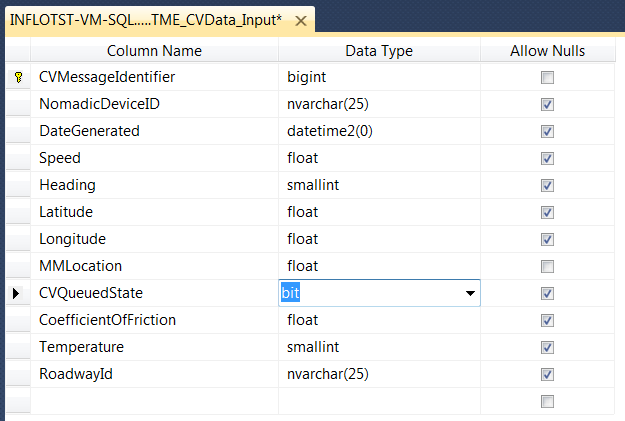 INFLOTST-VM-SQL.....TME_CVData_Input*
Column Name Data Type Allow Nulls
CVMessageIdentifier bigint
NomadicDeviceID nvarchar(25)
DateGenerated datetime2(0)
Speed float
Heading smallint
Latitude float
Longitude float
MMLocation float
CVQueuedState bit
CoefficientOfFriction float
Temperature smallint
RoadwayId nvarchar(25)